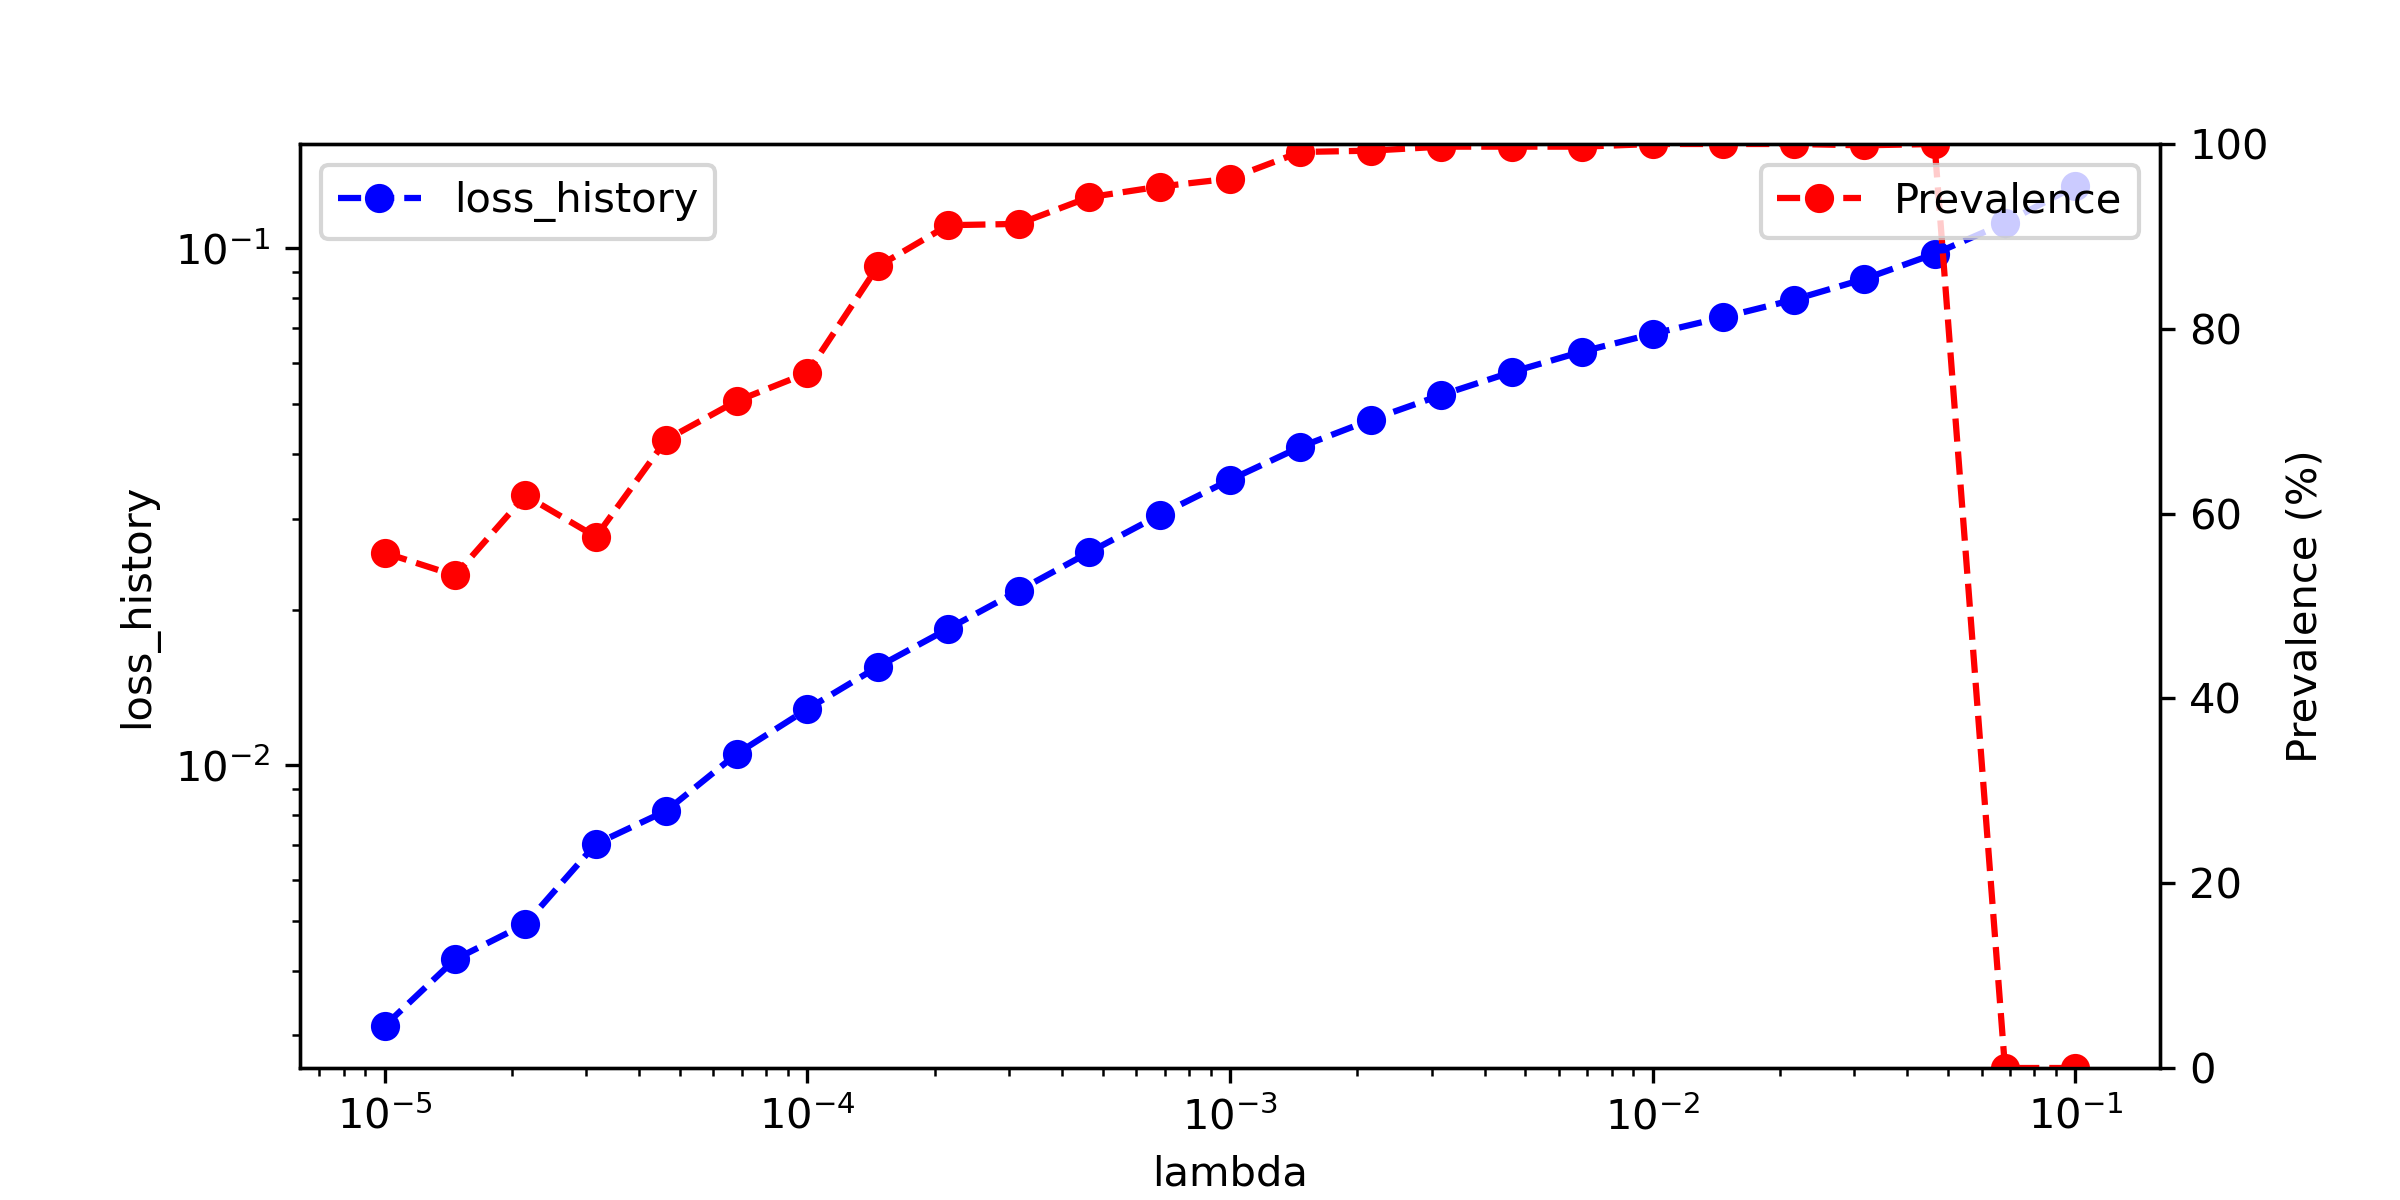 loss_history
Prevalence
10⁻¹
10⁻²
loss_history
100
80
60
40
20
0
Prevalence (%)
10⁻⁵
10⁻⁴
10⁻³
10⁻²
10⁻¹
lambda